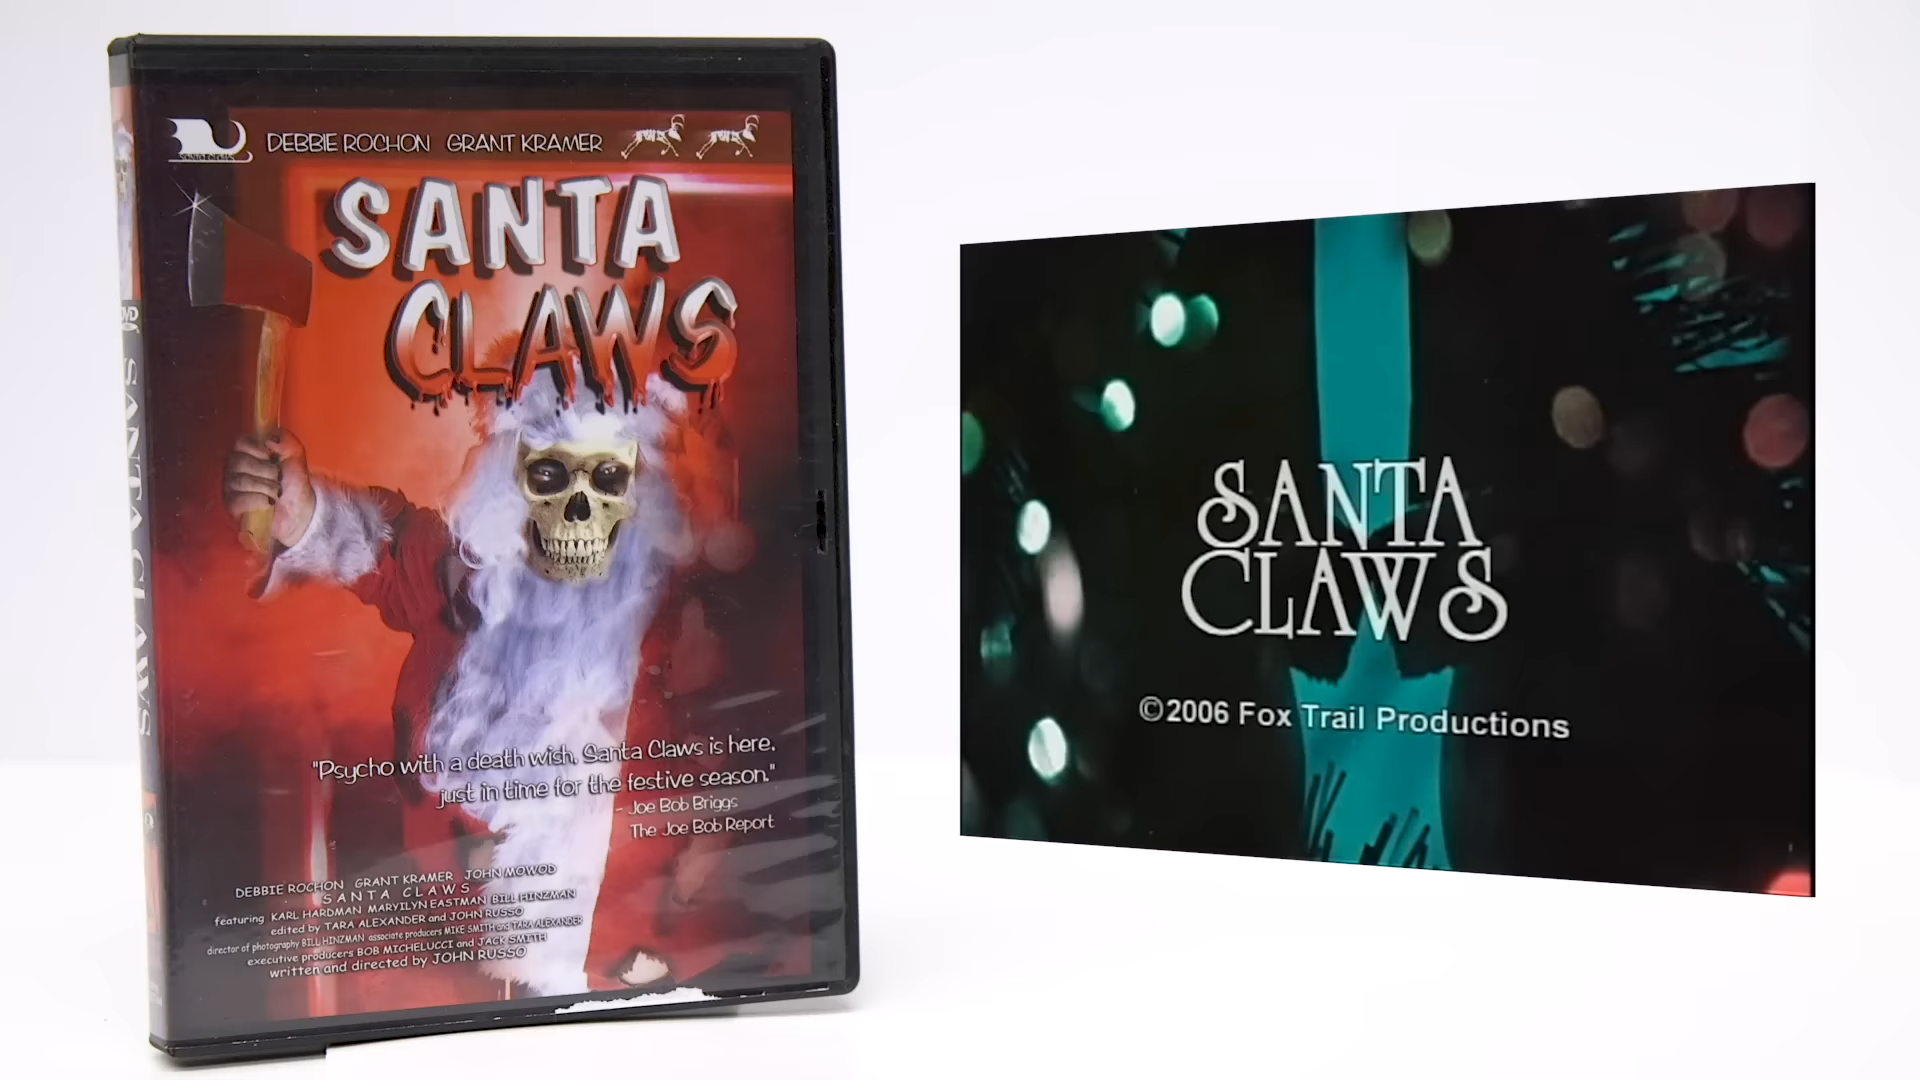 DEBBIE ROCHON GRANT KRAMER
SANTA CLAWS
SANTA
CLAWS
DVD
SANTA CLAWS
"Psycho with a death wish, Santa Claws is here,
just in time for the festive season."
- Joe Bob Briggs
The Joe Bob Report
DEBBIE ROCHON GRANT KRAMER JOHN MOWOD
SANTA CLAWS
featuring KARL HARDMAN MARYILYN EASTMAN BILL HINZMAN
edited by TARA ALEXANDER and JOHN RUSSO
director of photography BILL HINZMAN associate producers MIKE SMITH and TARA ALEXANDER
executive producers BOB MICHELUCCI and JACK SMITH
written and directed by JOHN RUSSO
SANTA
CLAWS
©2006 Fox Trail Productions